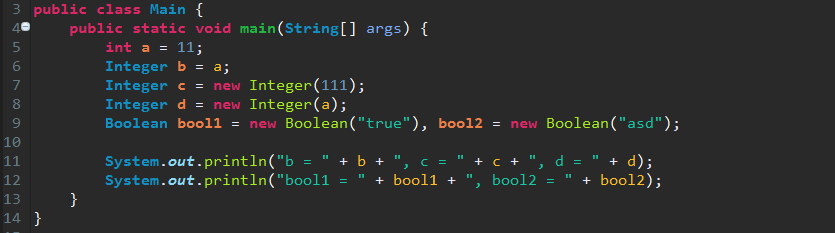 3 public class Main {
4 public static void main(String[] args) {
5 int a = 11;
6 Integer b = a;
7 Integer c = new Integer(111);
8 Integer d = new Integer(a);
9 Boolean bool1 = new Boolean("true"), bool2 = new Boolean("asd");
10
11 System.out.println("b = " + b + ", c = " + c + ", d = " + d);
12 System.out.println("bool1 = " + bool1 + ", bool2 = " + bool2);
13 }
14 }